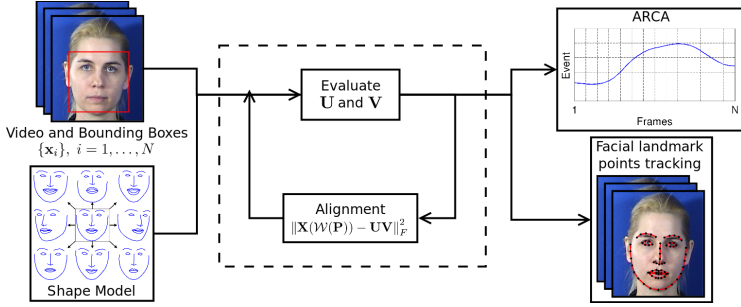 Video and Bounding Boxes
{x_i}, i = 1, . . . , N
Shape Model
Evaluate
U and V
Alignment
‖X(W(P)) − UV‖²_F
ARCA
Event
1
N
Frames
Facial landmark
points tracking